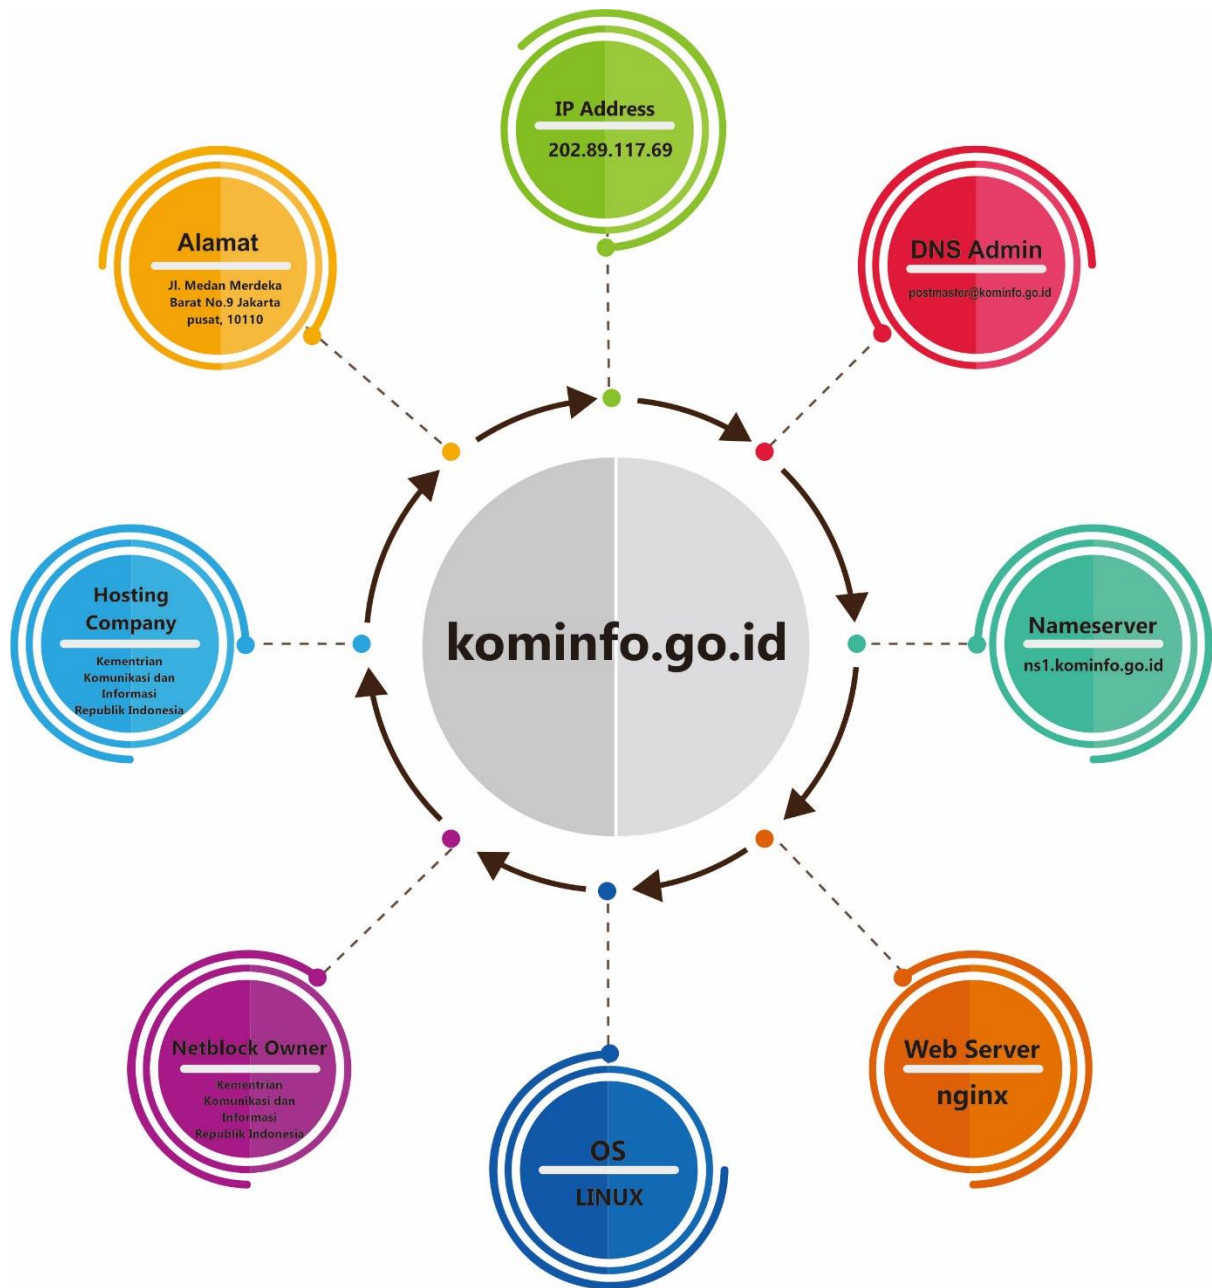 IP Address
202.89.117.69
DNS Admin
postmaster@kominfo.go.id
Nameserver
ns1.kominfo.go.id
Web Server
nginx
OS
LINUX
Netblock Owner
Kementrian
Komunikasi dan
Informasi
Republik Indonesia
Hosting
Company
Kementrian
Komunikasi dan
Informasi
Republik Indonesia
Alamat
Jl. Medan Merdeka
Barat No.9 Jakarta
pusat, 10110
kominfo.go.id